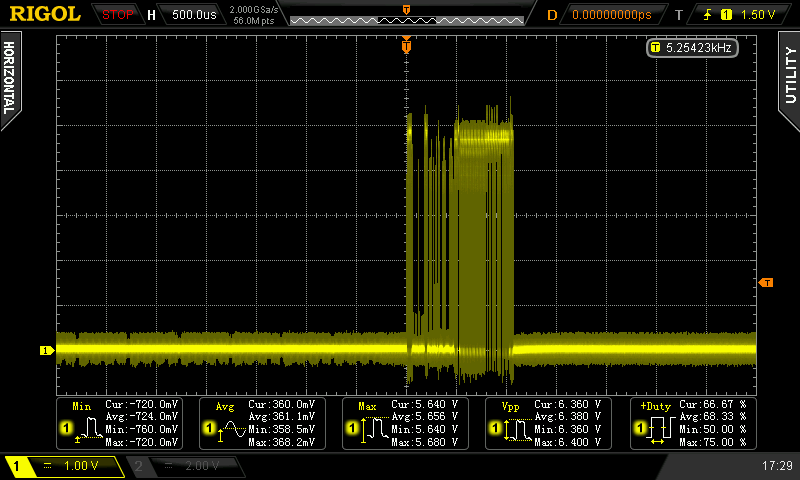 RIGOL STOP H 500.0us 2.000GSa/s 56.0M pts D 0.00000000ps T 1 1.50 V
T
HORIZONTAL
UTILITY
T 5.25423kHz
T
1
Min Cur:-720.0mV
Avg:-724.0mV
1 Min:-760.0mV
Max:-720.0mV
Avg Cur:360.0mV
Avg:361.1mV
1 Min:358.5mV
Max:368.2mV
Max Cur:5.640 V
Avg:5.656 V
1 Min:5.640 V
Max:5.680 V
Vpp Cur:6.360 V
Avg:6.380 V
1 Min:6.360 V
Max:6.400 V
+Duty Cur:66.67 %
Avg:68.33 %
1 Min:50.00 %
Max:75.00 %
1 1.00 V 2 2.00 V 17:29